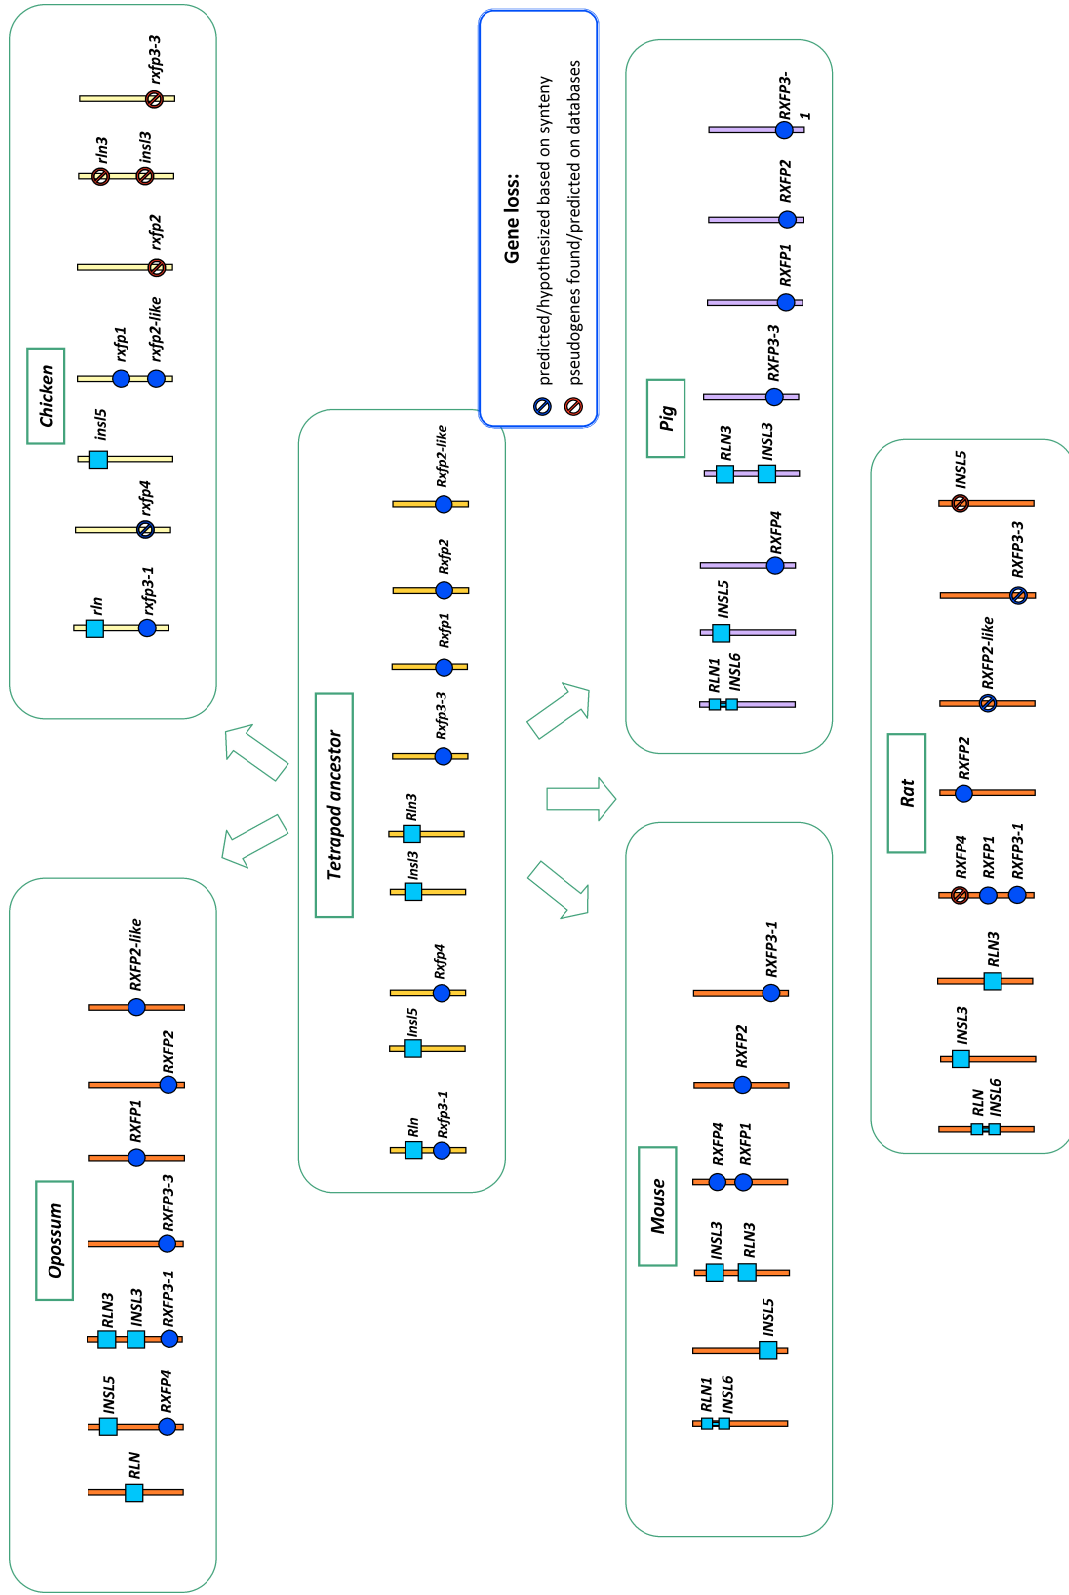 Opossum
RLN
INSL5
RXFP4
RLN3
INSL3
RXFP3-1
RXFP3-3
RXFP1
RXFP2
RXFP2-like
Chicken
rln
rxfp3-1
rxfp4
insl5
rxfp1
rxfp2-like
rxfp2
rln3
insl3
rxfp3-3
Tetrapod ancestor
Rln
Rxfp3-1
Insl5
Rxfp4
Insl3
Rln3
Rxfp3-3
Rxfp1
Rxfp2
Rxfp2-like
Gene loss:
predicted/hypothesized based on synteny
pseudogenes found/predicted on databases
Mouse
RLN1
INSL6
INSL5
INSL3
RLN3
RXFP4
RXFP1
RXFP2
RXFP3-1
Pig
RLN1
INSL6
INSL5
RXFP4
RLN3
INSL3
RXFP3-3
RXFP1
RXFP2
RXFP3-
1
Rat
RLN
INSL6
INSL3
RLN3
RXFP4
RXFP1
RXFP3-1
RXFP2
RXFP2-like
RXFP3-3
INSL5